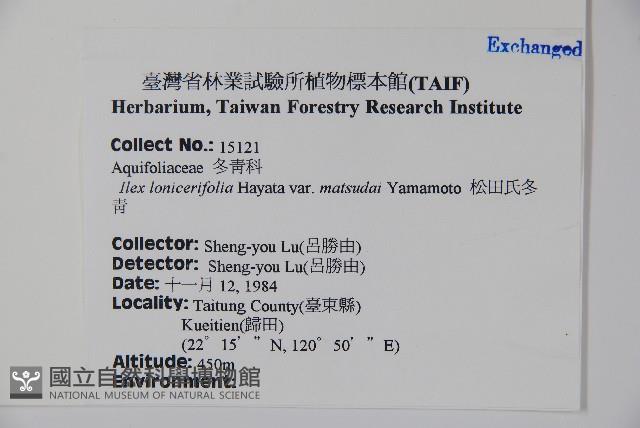 Exchanged
臺灣省林業試驗所植物標本館(TAIF)
Herbarium, Taiwan Forestry Research Institute
Collect No.: 15121
Aquifoliaceae 冬青科
Ilex lonicerifolia Hayata var. matsudai Yamamoto 松田氏冬
青
Collector: Sheng-you Lu(呂勝由)
Detector: Sheng-you Lu(呂勝由)
Date: 十一月 12, 1984
Locality: Taitung County(臺東縣)
Kueitien(歸田)
(22° 15' " N, 120° 50' " E)
Altitude: 450m
Environment:
國立自然科學博物館
NATIONAL MUSEUM OF NATURAL SCIENCE